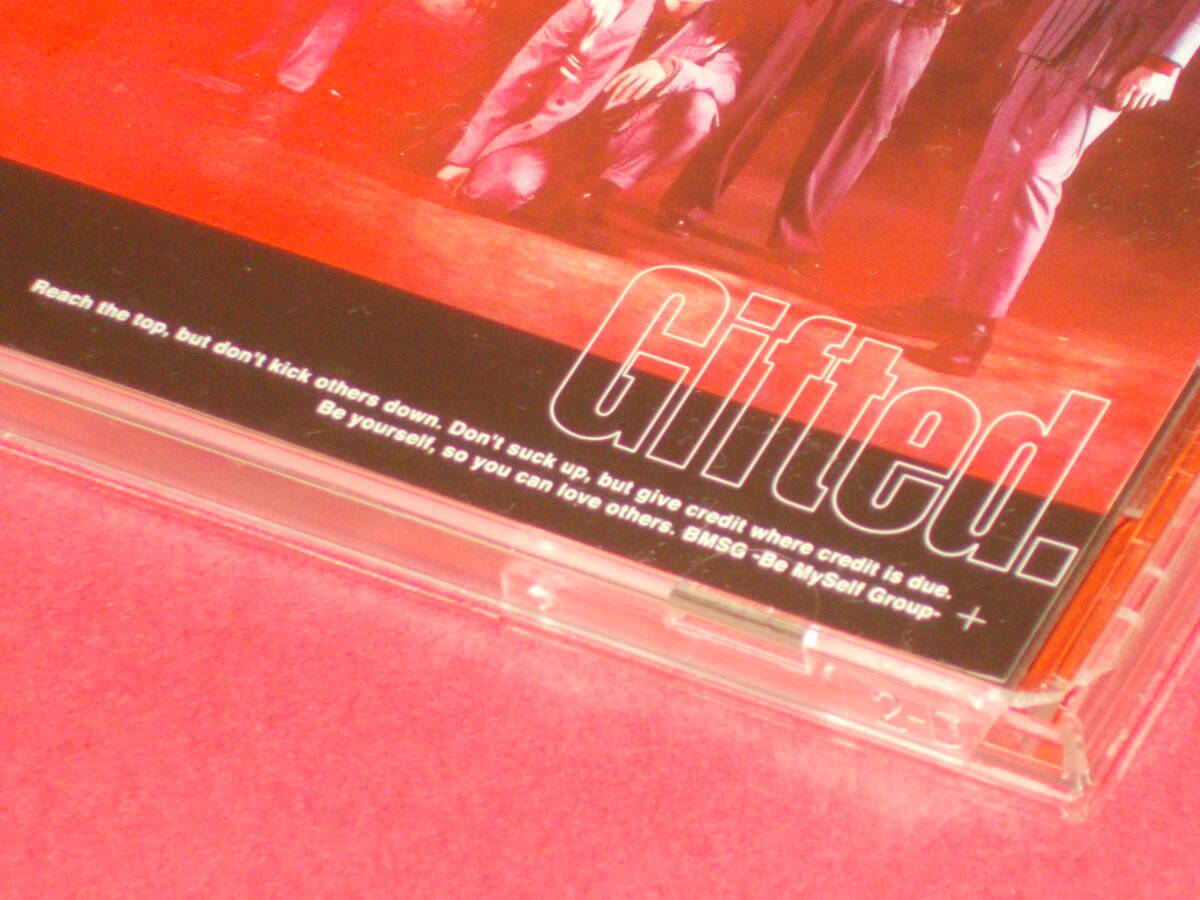 Gifted.
Reach the top, but don't kick others down. Don't suck up, but give credit where credit is due.
Be yourself, so you can love others. BMSG -Be MySelf Group- +